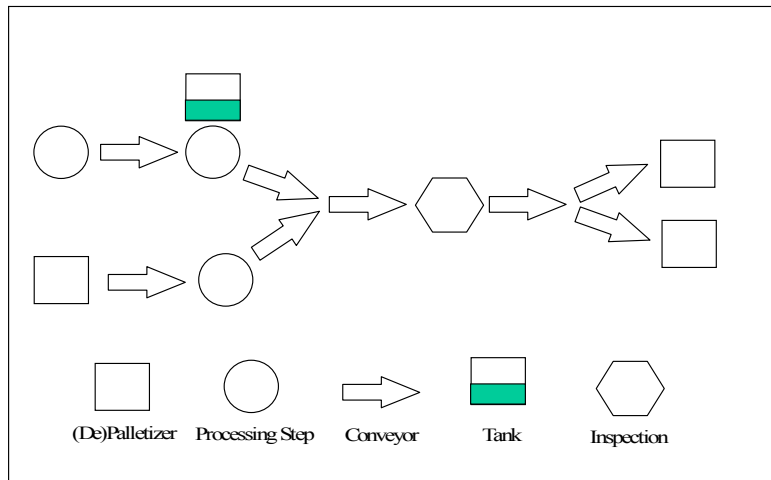 (De)Palletizer
Processing Step
Conveyor
Tank
Inspection